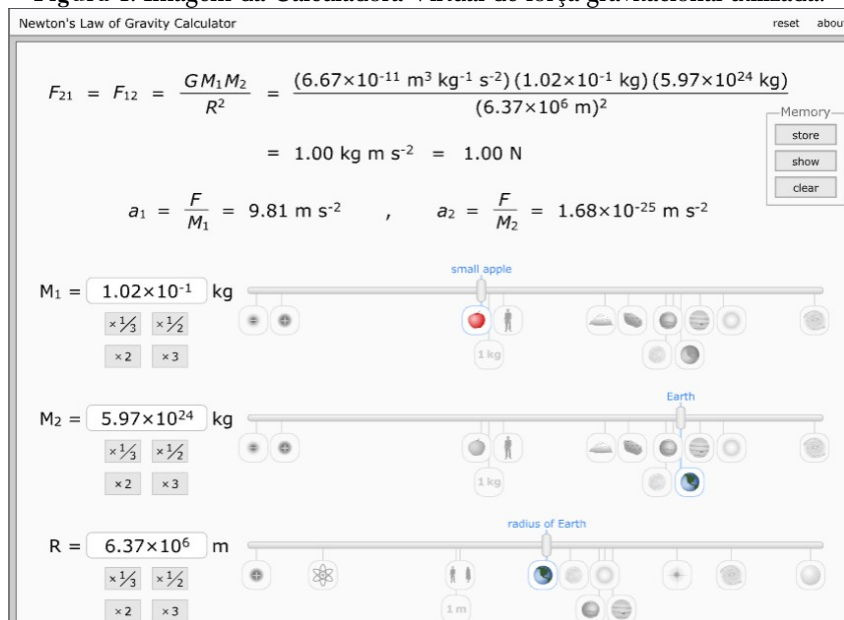 Figura 1: Imagem da Calculadora Virtual de força gravitacional utilizada.
Newton's Law of Gravity Calculator reset about
F21 = F12 = GM1M2 / R2 = (6.67×10-11 m3 kg-1 s-2) (1.02×10-1 kg) (5.97×1024 kg) / (6.37×106 m)2
= 1.00 kg m s-2 = 1.00 N
a1 = F / M1 = 9.81 m s-2 , a2 = F / M2 = 1.68×10-25 m s-2
Memory
store
show
clear
small apple
M1 = 1.02×10-1 kg
×1/3 ×1/2
×2 ×3
1 kg
Earth
M2 = 5.97×1024 kg
×1/3 ×1/2
×2 ×3
1 kg
radius of Earth
R = 6.37×106 m
×1/3 ×1/2
×2 ×3
1 m